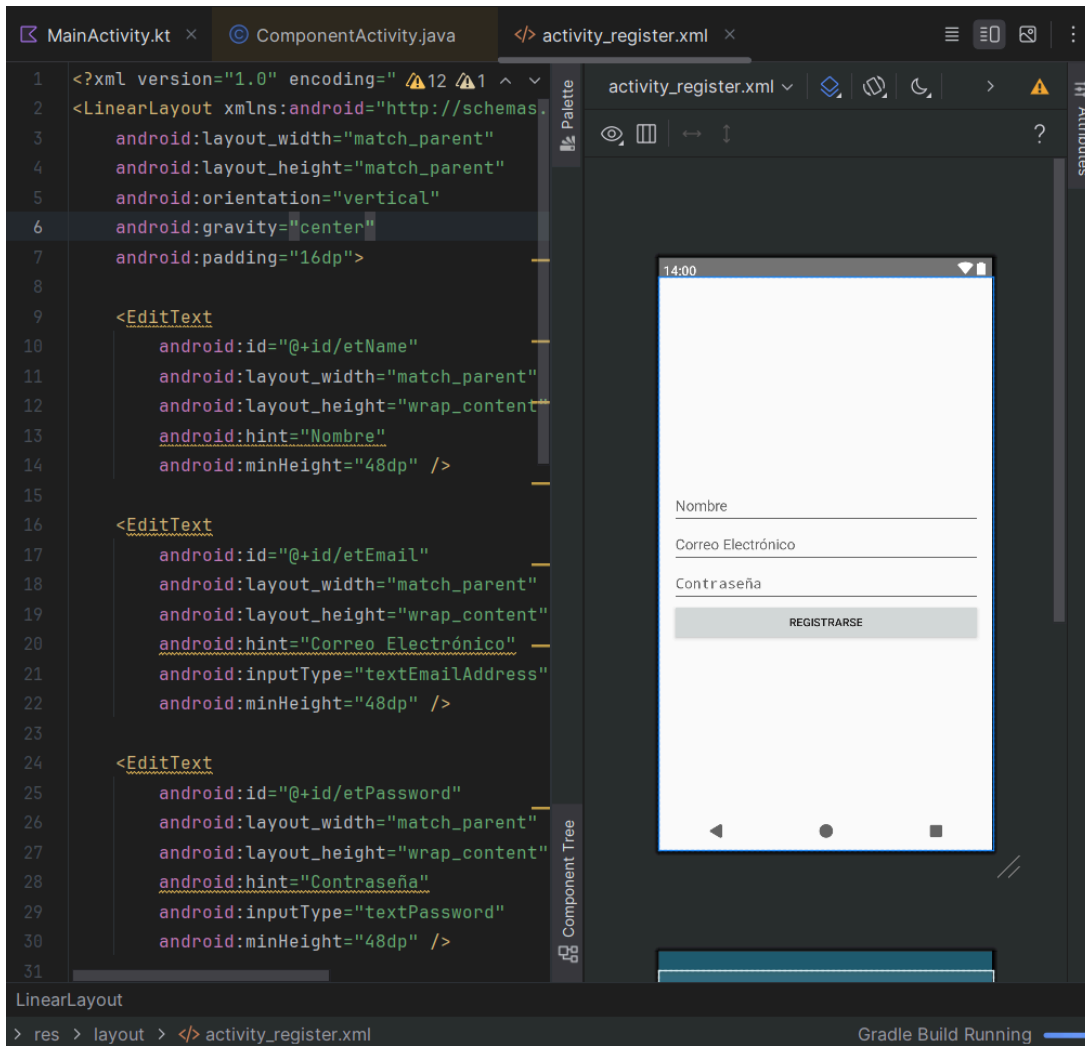 MainActivity.kt
ComponentActivity.java
activity_register.xml
1 <?xml version="1.0" encoding=" 12 1
2 <LinearLayout xmlns:android="http://schemas.
3 android:layout_width="match_parent"
4 android:layout_height="match_parent"
5 android:orientation="vertical"
6 android:gravity="center"
7 android:padding="16dp">
8
9 <EditText
10 android:id="@+id/etName"
11 android:layout_width="match_parent"
12 android:layout_height="wrap_content"
13 android:hint="Nombre"
14 android:minHeight="48dp" />
15
16 <EditText
17 android:id="@+id/etEmail"
18 android:layout_width="match_parent"
19 android:layout_height="wrap_content"
20 android:hint="Correo Electrónico"
21 android:inputType="textEmailAddress"
22 android:minHeight="48dp" />
23
24 <EditText
25 android:id="@+id/etPassword"
26 android:layout_width="match_parent"
27 android:layout_height="wrap_content"
28 android:hint="Contraseña"
29 android:inputType="textPassword"
30 android:minHeight="48dp" />
31
Palette
Component Tree
activity_register.xml
?
Attributes
14:00
Nombre
Correo Electrónico
Contraseña
REGISTRARSE
LinearLayout
> res > layout > </> activity_register.xml
Gradle Build Running